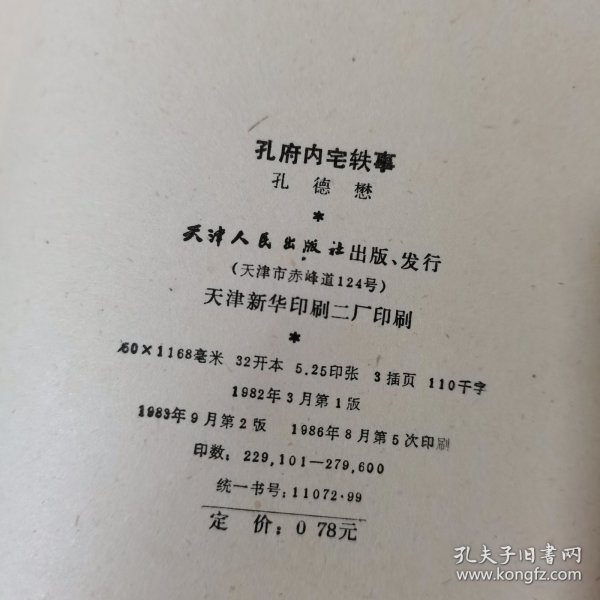 孔府内宅轶事
孔德懋
*
天津人民出版社出版、发行
(天津市赤峰道124号)
天津新华印刷二厂印刷
*
50×1168毫米 32开本 5.25印张 3插页 110千字
1982年3月第1版
1983年9月第2版 1986年8月第5次印刷
印数:229,101—279,600
统一书号:11072·99
定价:0 78元
孔夫子旧书网
www.kongfz.com